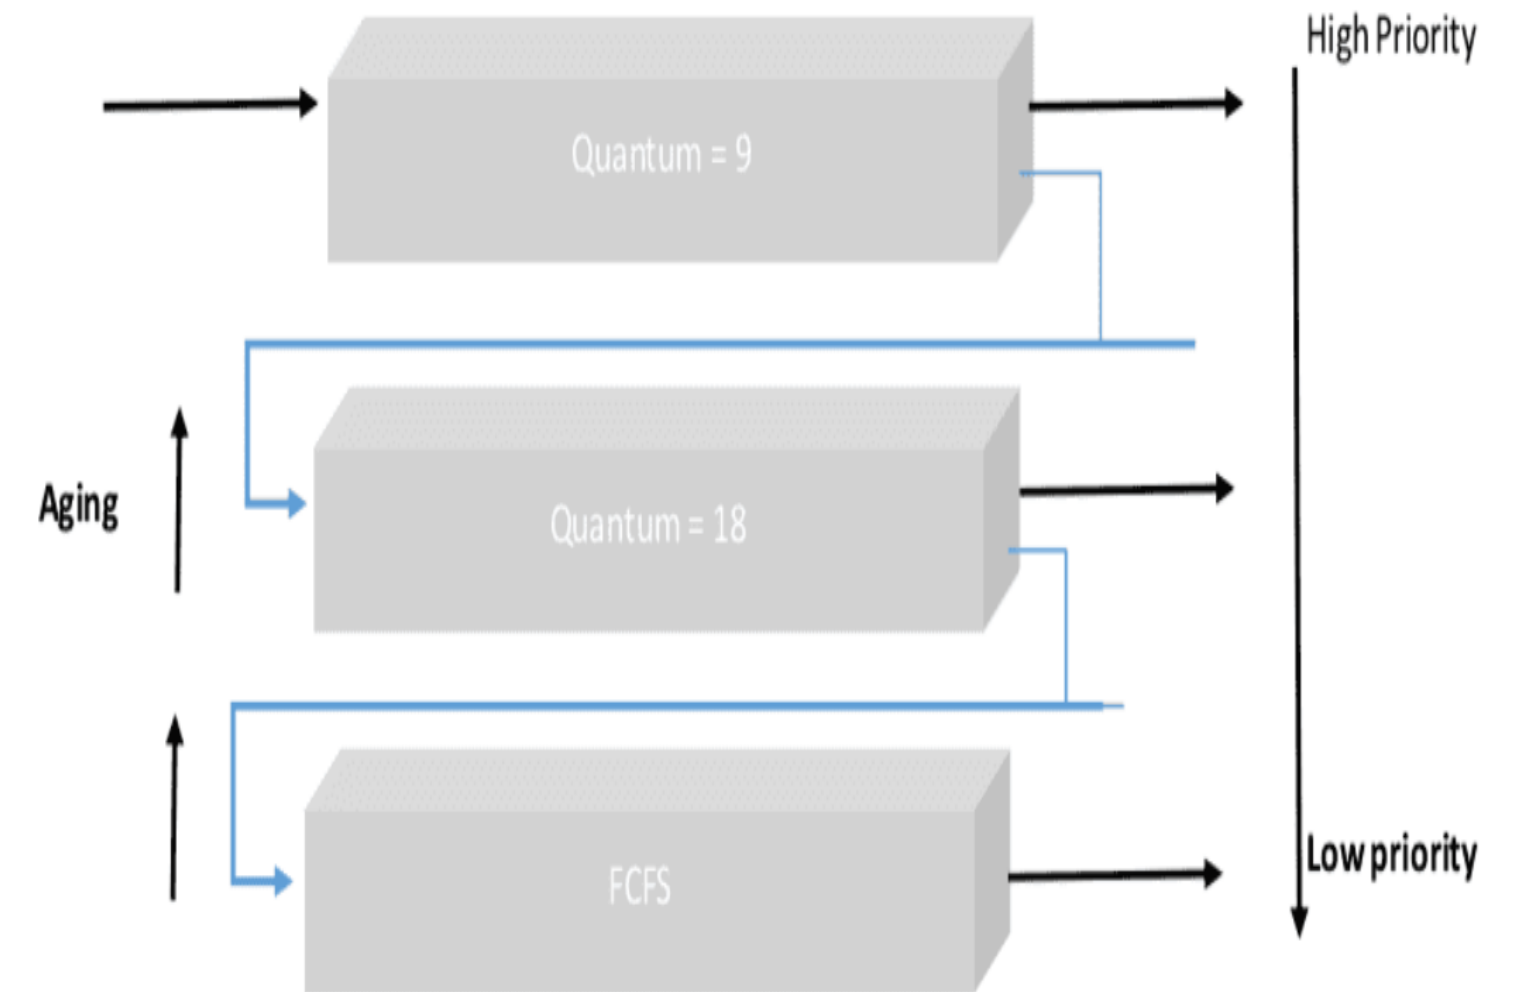 High Priority
Quantum = 9
Aging
Quantum = 18
Low priority
FCFS